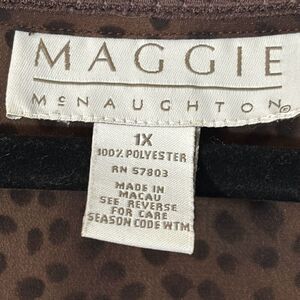 MAGGIE
McNAUGHTON
1X
100% POLYESTER
RN 57803
MADE IN
MACAU
SEE REVERSE
FOR CARE
SEASON CODE WTM